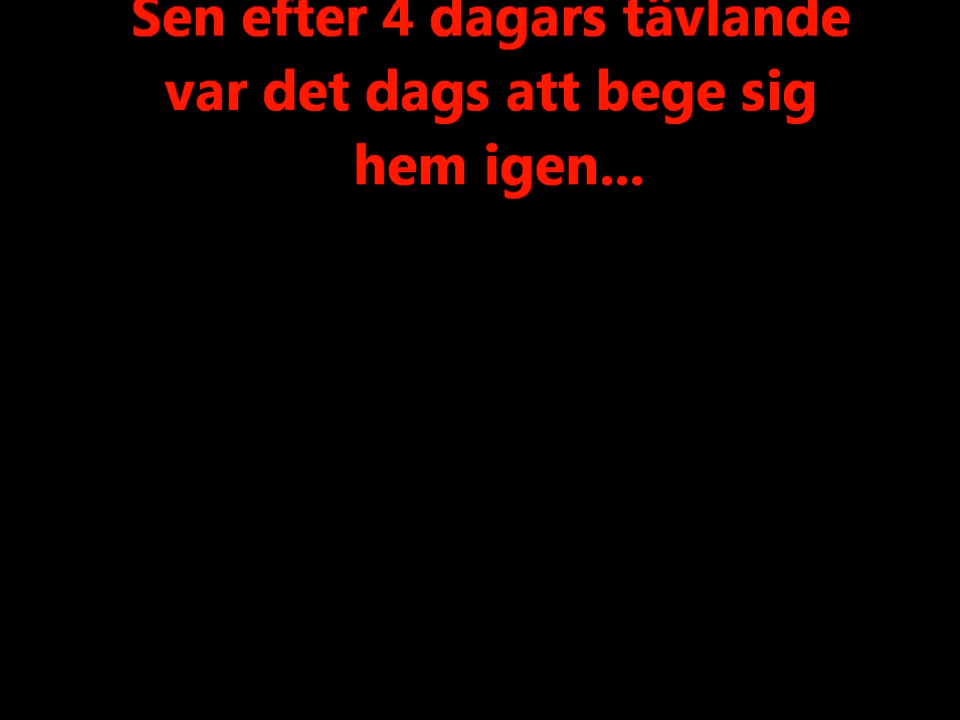 Sen efter 4 dagars tävlande
var det dags att bege sig
hem igen...